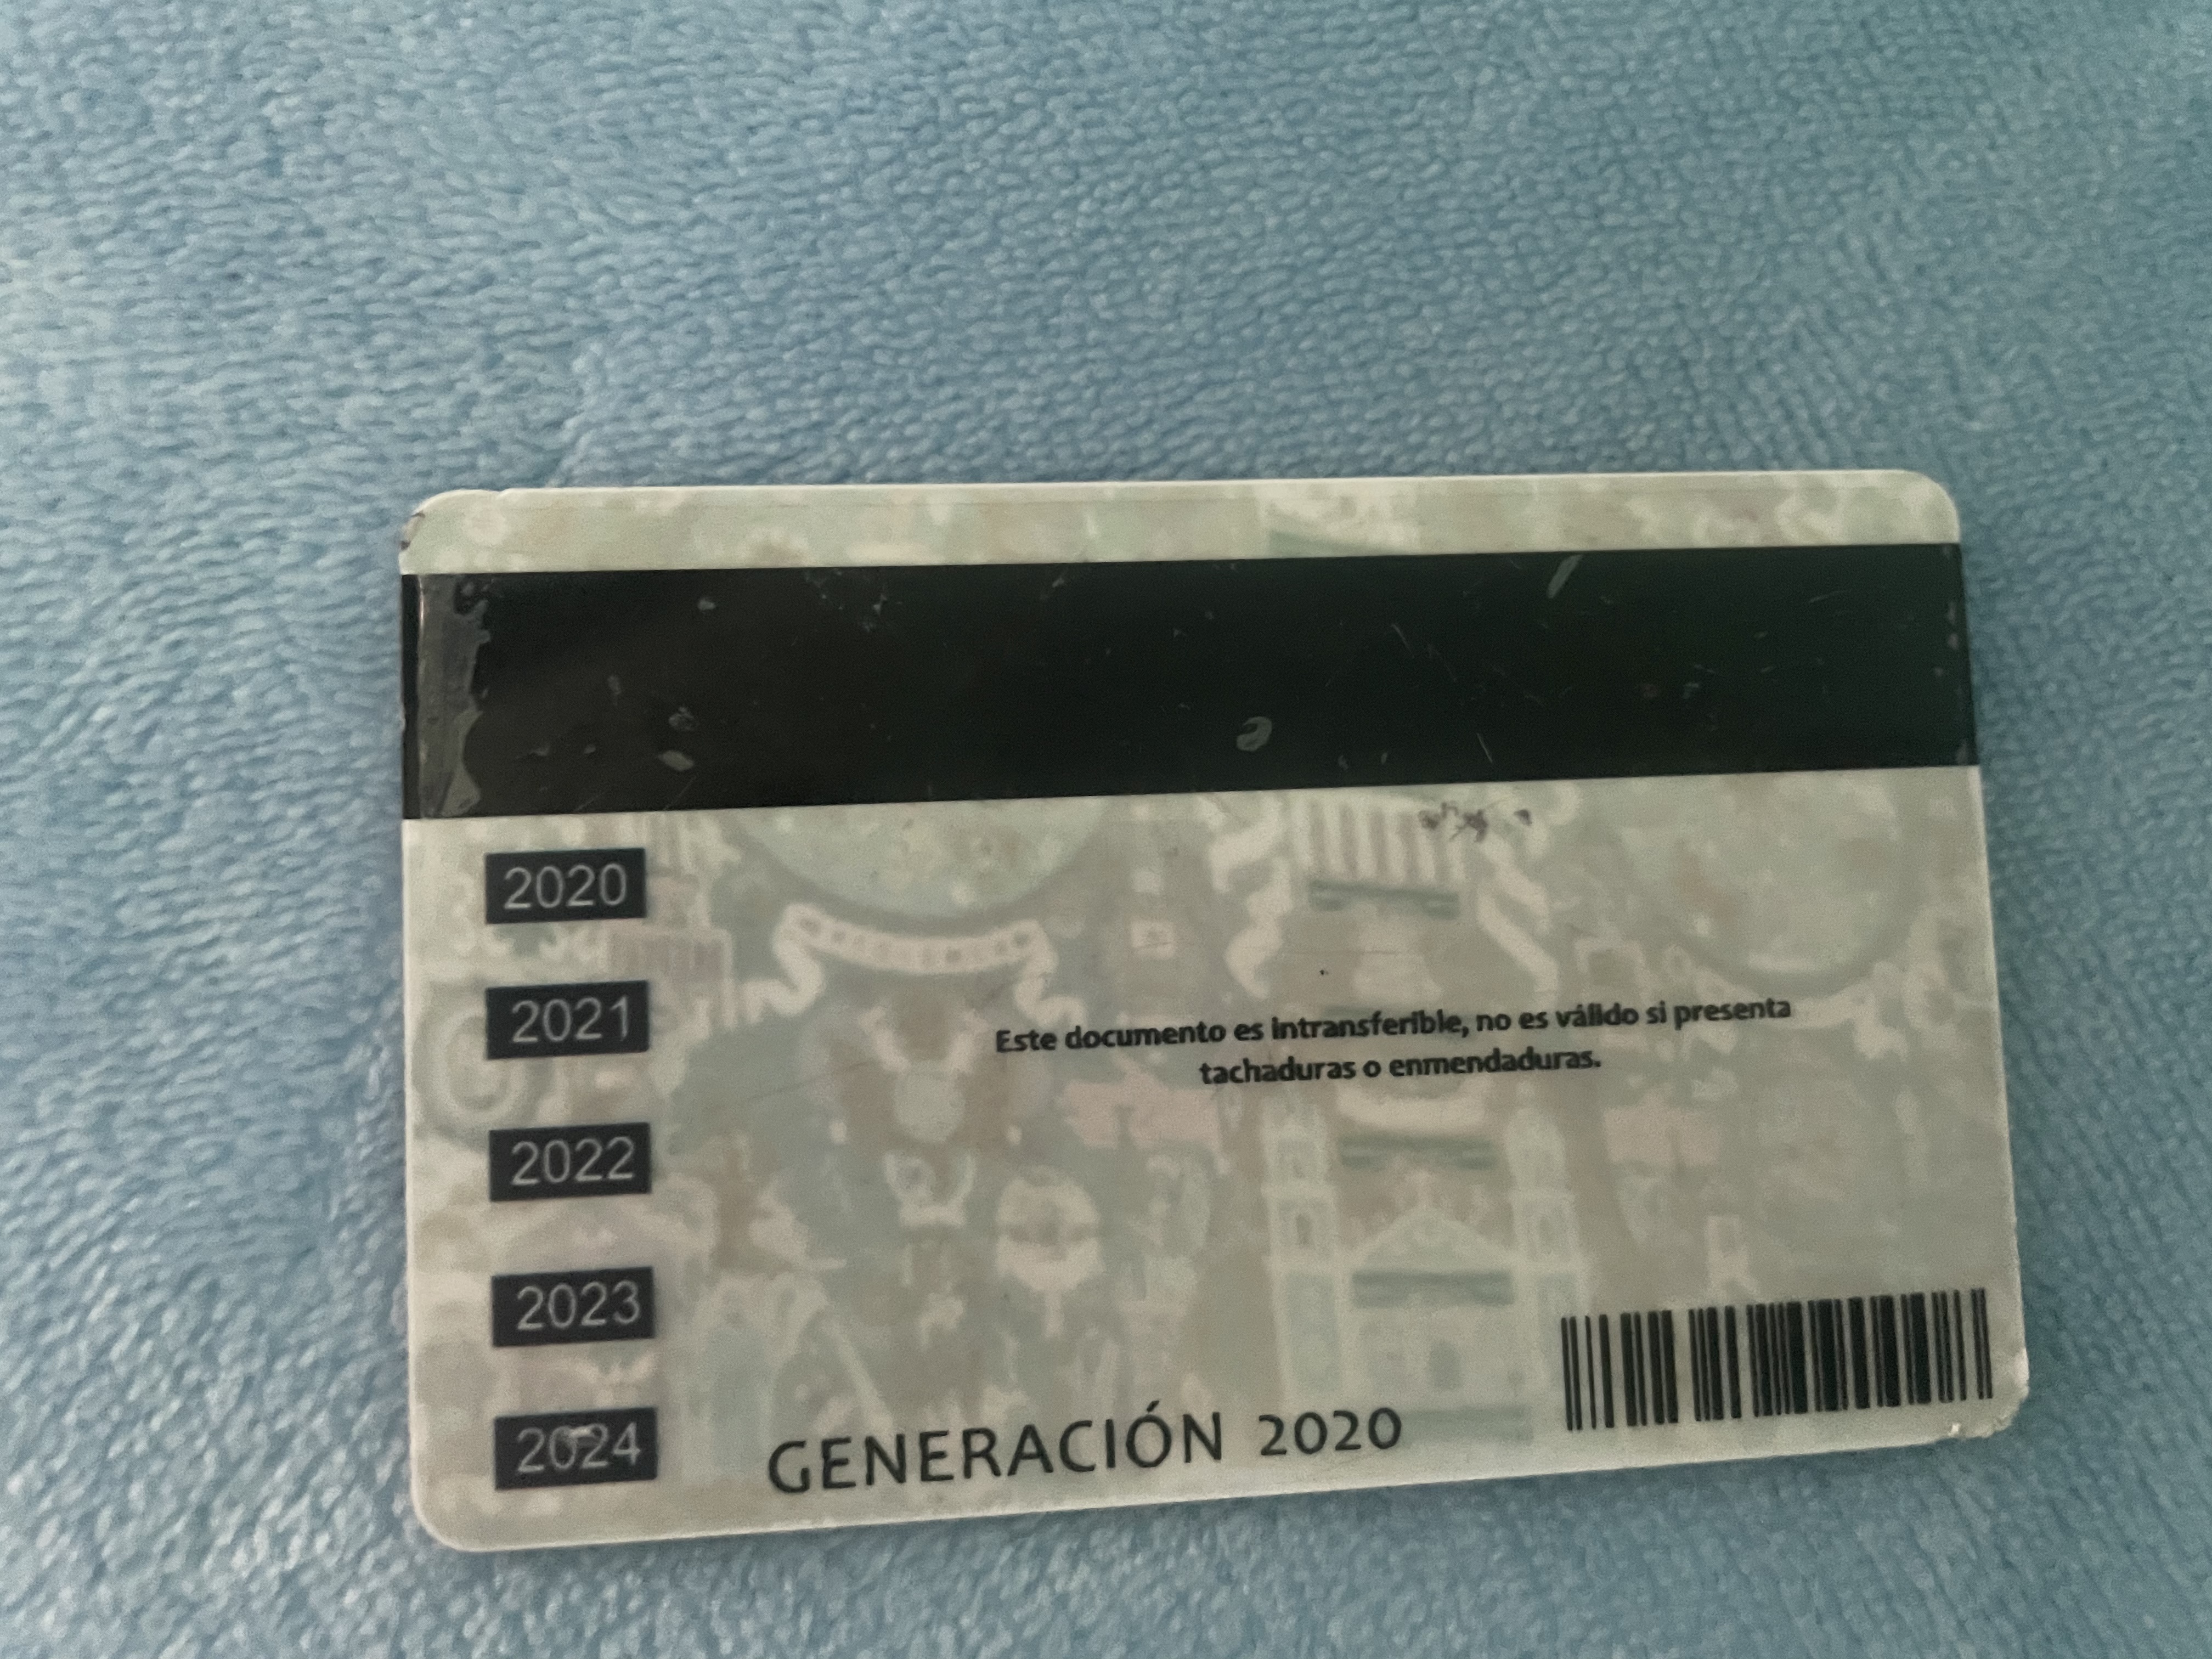 2020
2021
Este documento es intransferible, no es válido si presenta
tachaduras o enmendaduras.
2022
2023
2024
GENERACIÓN 2020